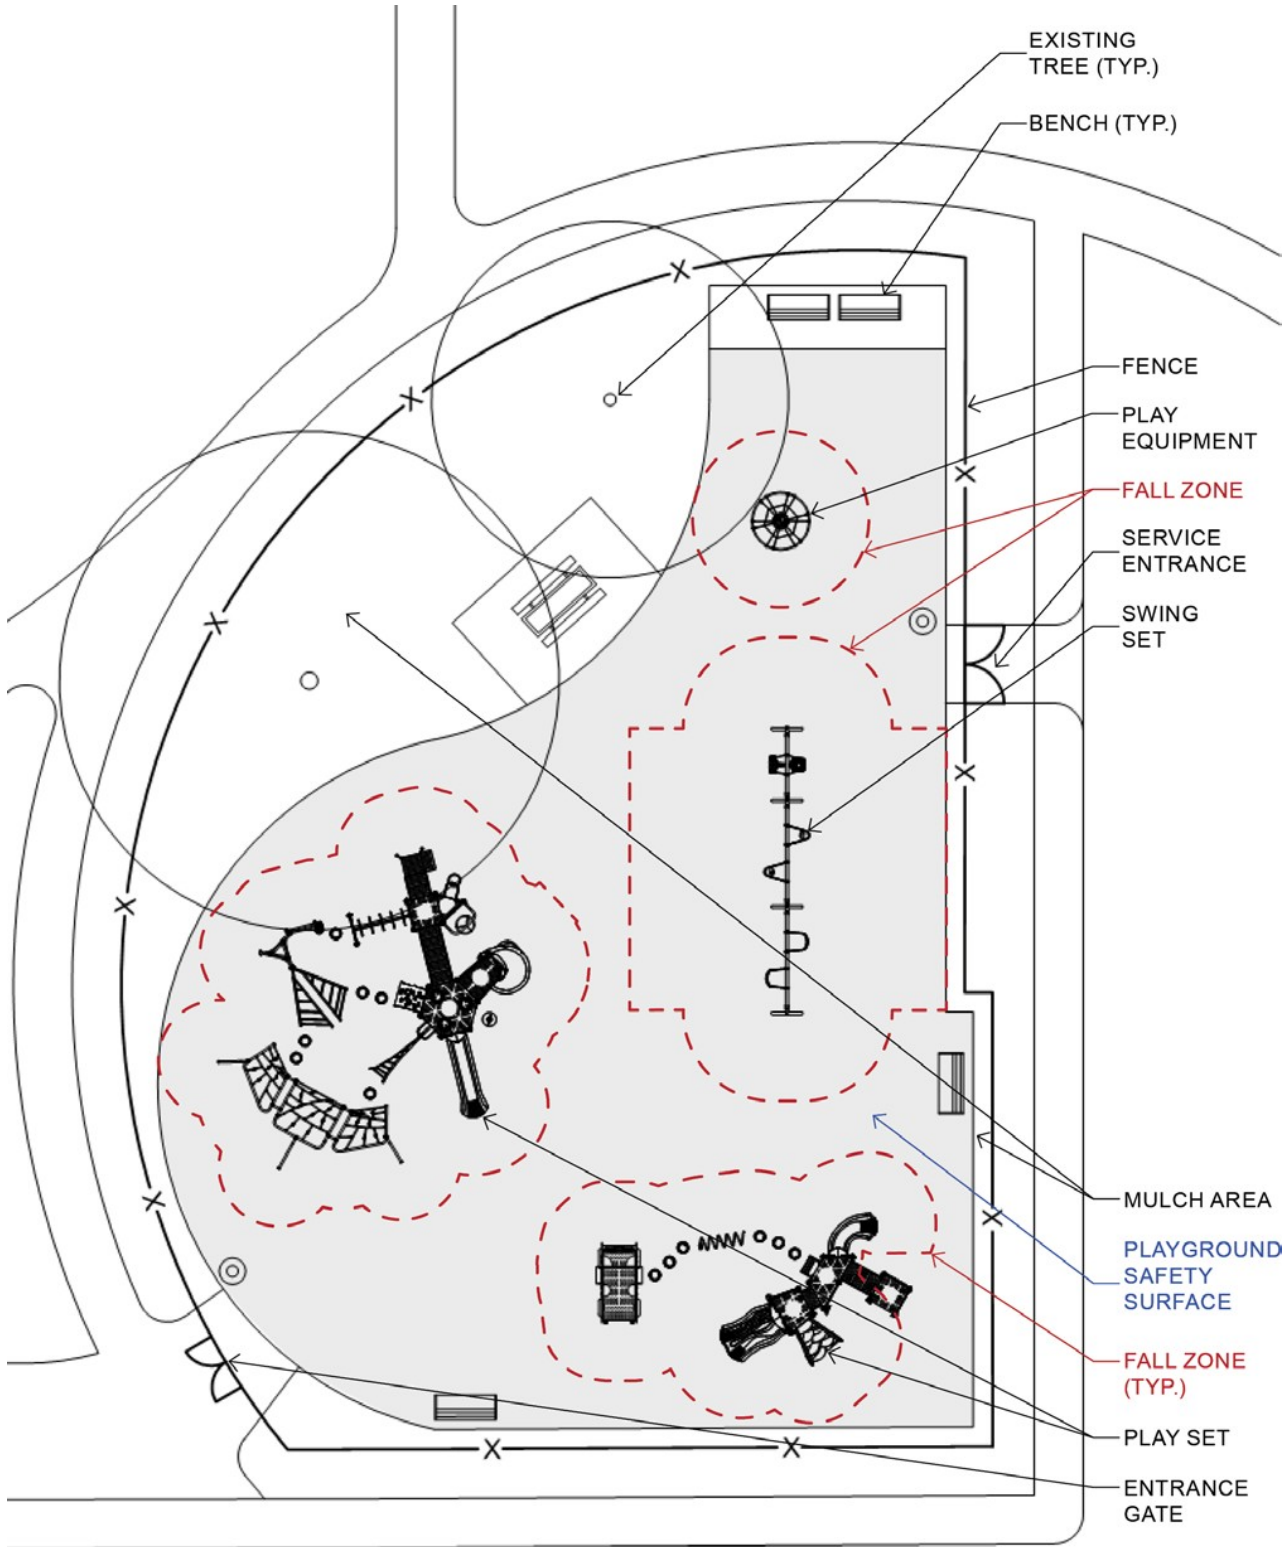 EXISTING
TREE (TYP.)
BENCH (TYP.)
FENCE
PLAY
EQUIPMENT
FALL ZONE
SERVICE
ENTRANCE
SWING
SET
MULCH AREA
PLAYGROUND
SAFETY
SURFACE
FALL ZONE
(TYP.)
PLAY SET
ENTRANCE
GATE
X
X
X
X
X
X
X
X
X
X